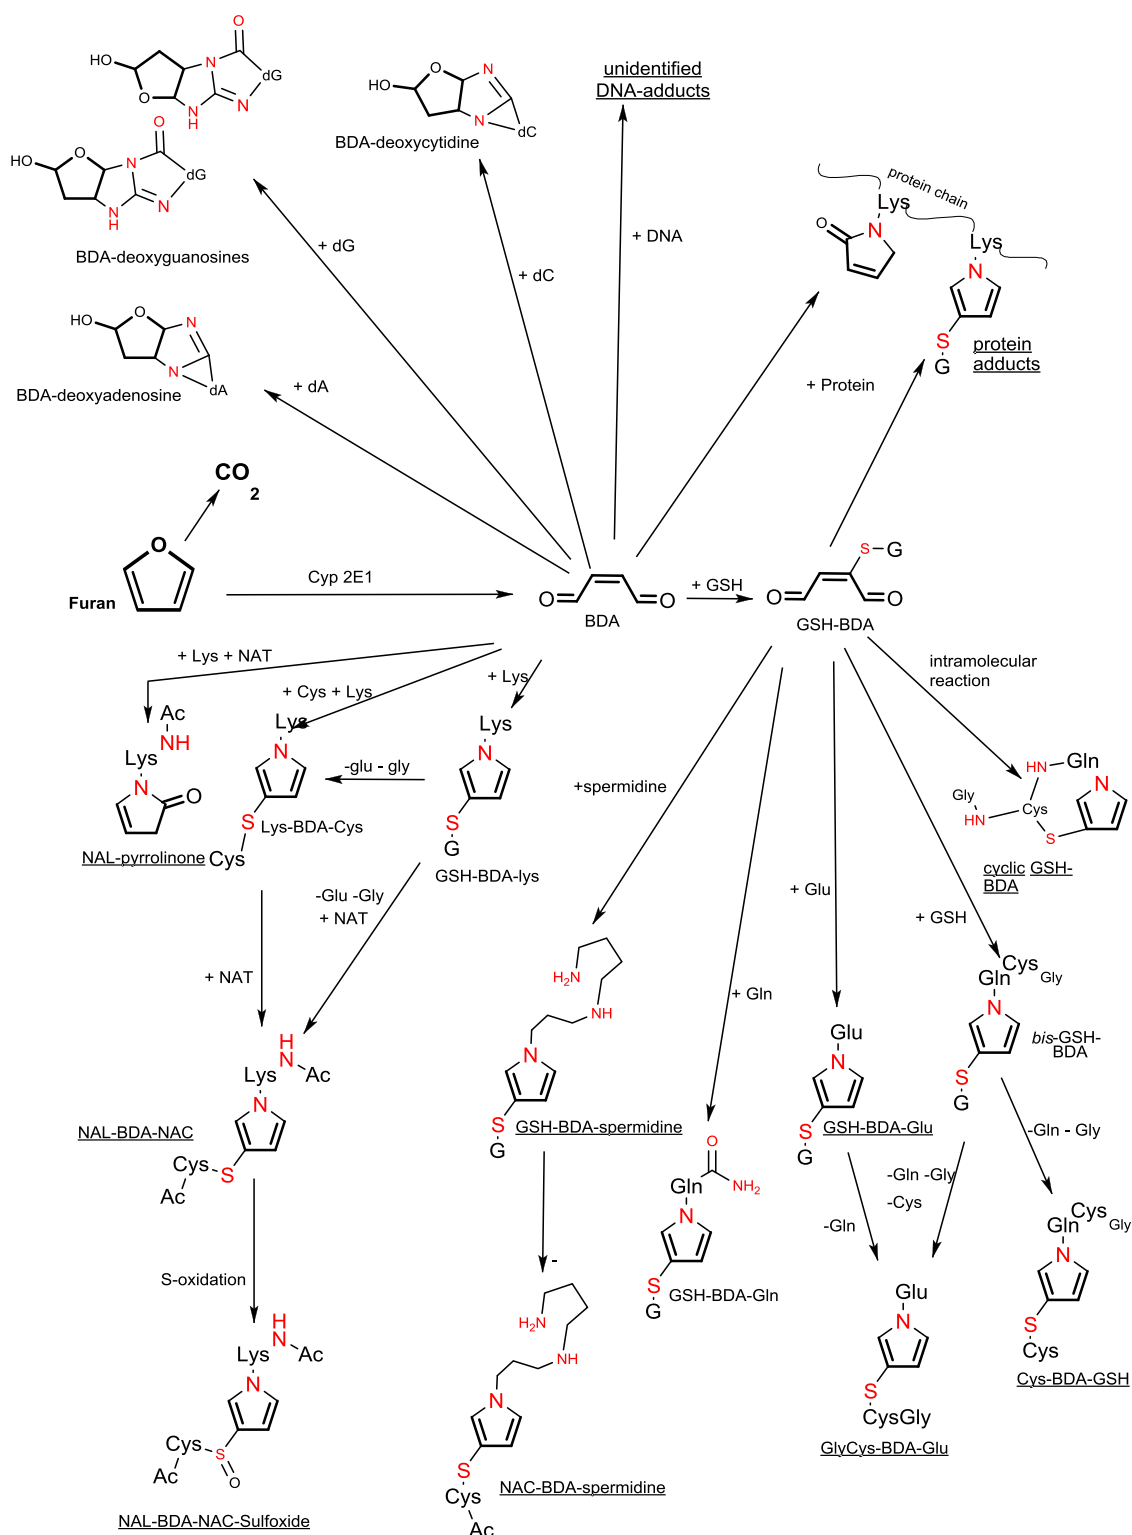 O
HO
N
dG
O
N
H
N
O
HO
O
N
dG
N
H
N
BDA-deoxyguanosines
HO
O
N
N
dC
BDA-deoxycytidine
unidentified
DNA-adducts
protein chain
Lys
O
N
Lys
N
S
G
protein
adducts
+ dG
+ dC
+ DNA
+ Protein
HO
O
N
N
dA
BDA-deoxyadenosine
+ dA
CO
2
O
Furan
Cyp 2E1
O
O
BDA
+ GSH
S
G
O
O
GSH-BDA
+ Lys + NAT
+ Cys + Lys
+ Lys
intramolecular
reaction
Ac
NH
Lys
N
O
NAL-pyrrolinone
Lys
N
S
Lys-BDA-Cys
Cys
-glu - gly
Lys
N
S
G
GSH-BDA-lys
+spermidine
HN
Gln
N
Gly
HN
Cys
S
cyclic GSH-
BDA
-Glu -Gly
+ NAT
+ NAT
+ Glu
+ GSH
+ Gln
H2N
NH
N
S
G
GSH-BDA-spermidine
Glu
N
S
G
GSH-BDA-Glu
Cys
Gln
Gly
N
bis-GSH-
BDA
S
G
H
N
Lys
Ac
N
NAL-BDA-NAC
Cys
S
Ac
O
Gln
NH2
N
S
G
GSH-BDA-Gln
-Gln - Gly
-Gln -Gly
-Cys
-Gln
S-oxidation
-
Cys
Gln
Gly
N
S
Cys
Cys-BDA-GSH
Glu
N
S
CysGly
GlyCys-BDA-Glu
H
N
Lys
Ac
N
Cys
S
Ac
O
NAL-BDA-NAC-Sulfoxide
H2N
NH
N
S
Cys
Ac
NAC-BDA-spermidine